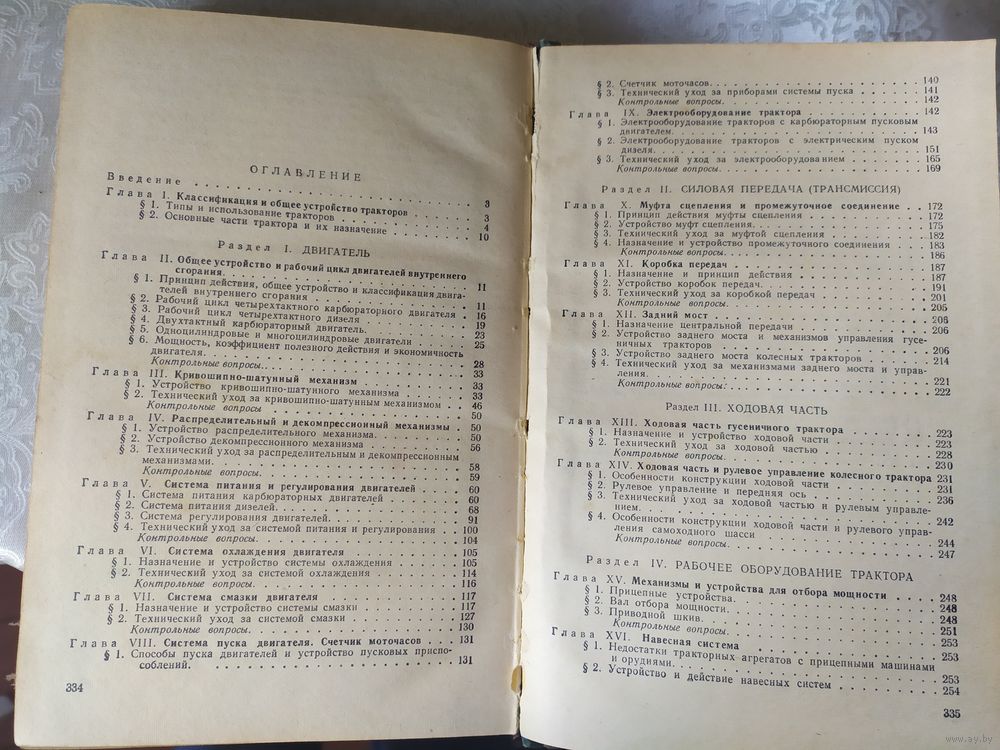 ОГЛАВЛЕНИЕ
Введение . . . . . . . . . . 3
Глава I. Классификация и общее устройство тракторов . . . 3
§ 1. Типы и использование тракторов . . . . . . 4
§ 2. Основные части трактора и их назначение . . . . . . 10
Раздел I. ДВИГАТЕЛЬ
Глава II. Общее устройство и рабочий цикл двигателей внутреннего
сгорания. . . . . . . . . . 11
§ 1. Принцип действия, общее устройство и классификация двига-
телей внутреннего сгорания . . . . . . 11
§ 2. Рабочий цикл четырехтактного карбюраторного двигателя . 16
§ 3. Рабочий цикл четырехтактного дизеля . . . . . 19
§ 4. Двухтактный карбюраторный двигатель. . . . . 23
§ 5. Одноцилиндровые и многоцилиндровые двигатели . . . 25
§ 6. Мощность, коэффициент полезного действия и экономичность
двигателя. . . . . . . . . . 28
Контрольные вопросы. . . . . . . 33
Глава III. Кривошипно-шатунный механизм . . . . . 33
§ 1. Устройство кривошипно-шатунного механизма . . . 33
§ 2. Технический уход за кривошипно-шатунным механизмом . . 46
Контрольные вопросы . . . . . . 50
Глава IV. Распределительный и декомпрессионный механизмы . 50
§ 1. Устройство распределительного механизма. . . . . 50
§ 2. Устройство декомпрессионного механизма . . . . . 56
§ 3. Технический уход за распределительным и декомпрессионным
механизмами. . . . . . . . . 58
Контрольные вопросы. . . . . . . 59
Глава V. Система питания и регулирования двигателей . . . 60
§ 1. Система питания карбюраторных двигателей . . . . 60
§ 2. Система питания дизелей. . . . . . . 68
§ 3. Система регулирования двигателей. . . . . . 91
§ 4. Технический уход за системой питания и регулирования . . 100
Контрольные вопросы. . . . . . . 104
Глава VI. Система охлаждения двигателя . . . . . 105
§ 1. Назначение и устройство системы охлаждения . . . . 105
§ 2. Технический уход за системой охлаждения . . . . 114
Контрольные вопросы . . . . . . 116
Глава VII. Система смазки двигателя . . . . . . 117
§ 1. Назначение и устройство системы смазки . . . . 117
§ 2. Технический уход за системой смазки . . . . . 127
Контрольные вопросы. . . . . . . 130
Глава VIII. Система пуска двигателя. Счетчик моточасов . . 131
§ 1. Способы пуска двигателей и устройство пусковых приспо-
соблений. . . . . . . . . . 131
334
§ 2. Счетчик моточасов. . . . . . . . 140
§ 3. Технический уход за приборами системы пуска . . . . 141
Контрольные вопросы. . . . . . . 142
Глава IX. Электрооборудование трактора . . . . . 142
§ 1. Электрооборудование тракторов с карбюраторным пусковым
двигателем. . . . . . . . . 143
§ 2. Электрооборудование тракторов с электрическим пуском
дизеля. . . . . . . . . . 151
§ 3. Технический уход за электрооборудованием . . . . 165
Контрольные вопросы. . . . . . . 169
Раздел II. СИЛОВАЯ ПЕРЕДАЧА (ТРАНСМИССИЯ)
Глава X. Муфта сцепления и промежуточное соединение . . 172
§ 1. Принцип действия муфты сцепления . . . . . 172
§ 2. Устройство муфт сцепления. . . . . . . 175
§ 3. Технический уход за муфтой сцепления . . . . . 182
§ 4. Назначение и устройство промежуточного соединения . . . 183
Контрольные вопросы. . . . . . . 186
Глава XI. Коробка передач . . . . . . . 187
§ 1. Назначение и принцип действия . . . . . . 187
§ 2. Устройство коробок передач. . . . . . . 191
§ 3. Технический уход за коробкой передач . . . . . 201
Контрольные вопросы. . . . . . . 205
Глава XII. Задний мост . . . . . . . . 206
§ 1. Назначение центральной передачи . . . . . . 206
§ 2. Устройство заднего моста и механизмов управления гусе-
ничных тракторов . . . . . . . 206
§ 3. Устройство заднего моста колесных тракторов . . . . 214
§ 4. Технический уход за механизмами заднего моста и управ-
ления. . . . . . . . . . 221
Контрольные вопросы. . . . . . . 222
Раздел III. ХОДОВАЯ ЧАСТЬ
Глава XIII. Ходовая часть гусеничного трактора . . . . 223
§ 1. Назначение и устройство ходовой части . . . . . 223
§ 2. Технический уход за ходовой частью . . . . . 228
Контрольные вопросы. . . . . . . 230
Глава XIV. Ходовая часть и рулевое управление колесного трактора 231
§ 1. Особенности конструкции ходовой части . . . . . 231
§ 2. Рулевое управление и передняя ось . . . . . 236
§ 3. Технический уход за ходовой частью и рулевым управле-
нием. . . . . . . . . . 242
§ 4. Особенности конструкции ходовой части и рулевого управ-
ления самоходного шасси . . . . . . 244
Контрольные вопросы. . . . . . . 247
Раздел IV. РАБОЧЕЕ ОБОРУДОВАНИЕ ТРАКТОРА
Глава XV. Механизмы и устройства для отбора мощности . . 248
§ 1. Прицепные устройства. . . . . . . . 248
§ 2. Вал отбора мощности. . . . . . . . 248
§ 3. Приводной шкив. . . . . . . . . 251
Контрольные вопросы. . . . . . . 253
Глава XVI. Навесная система . . . . . . . 253
§ 1. Недостатки тракторных агрегатов с прицепными машинами
и орудиями. . . . . . . . . 253
§ 2. Устройство и действие навесных систем . . . . . 254
335
www.ay.by